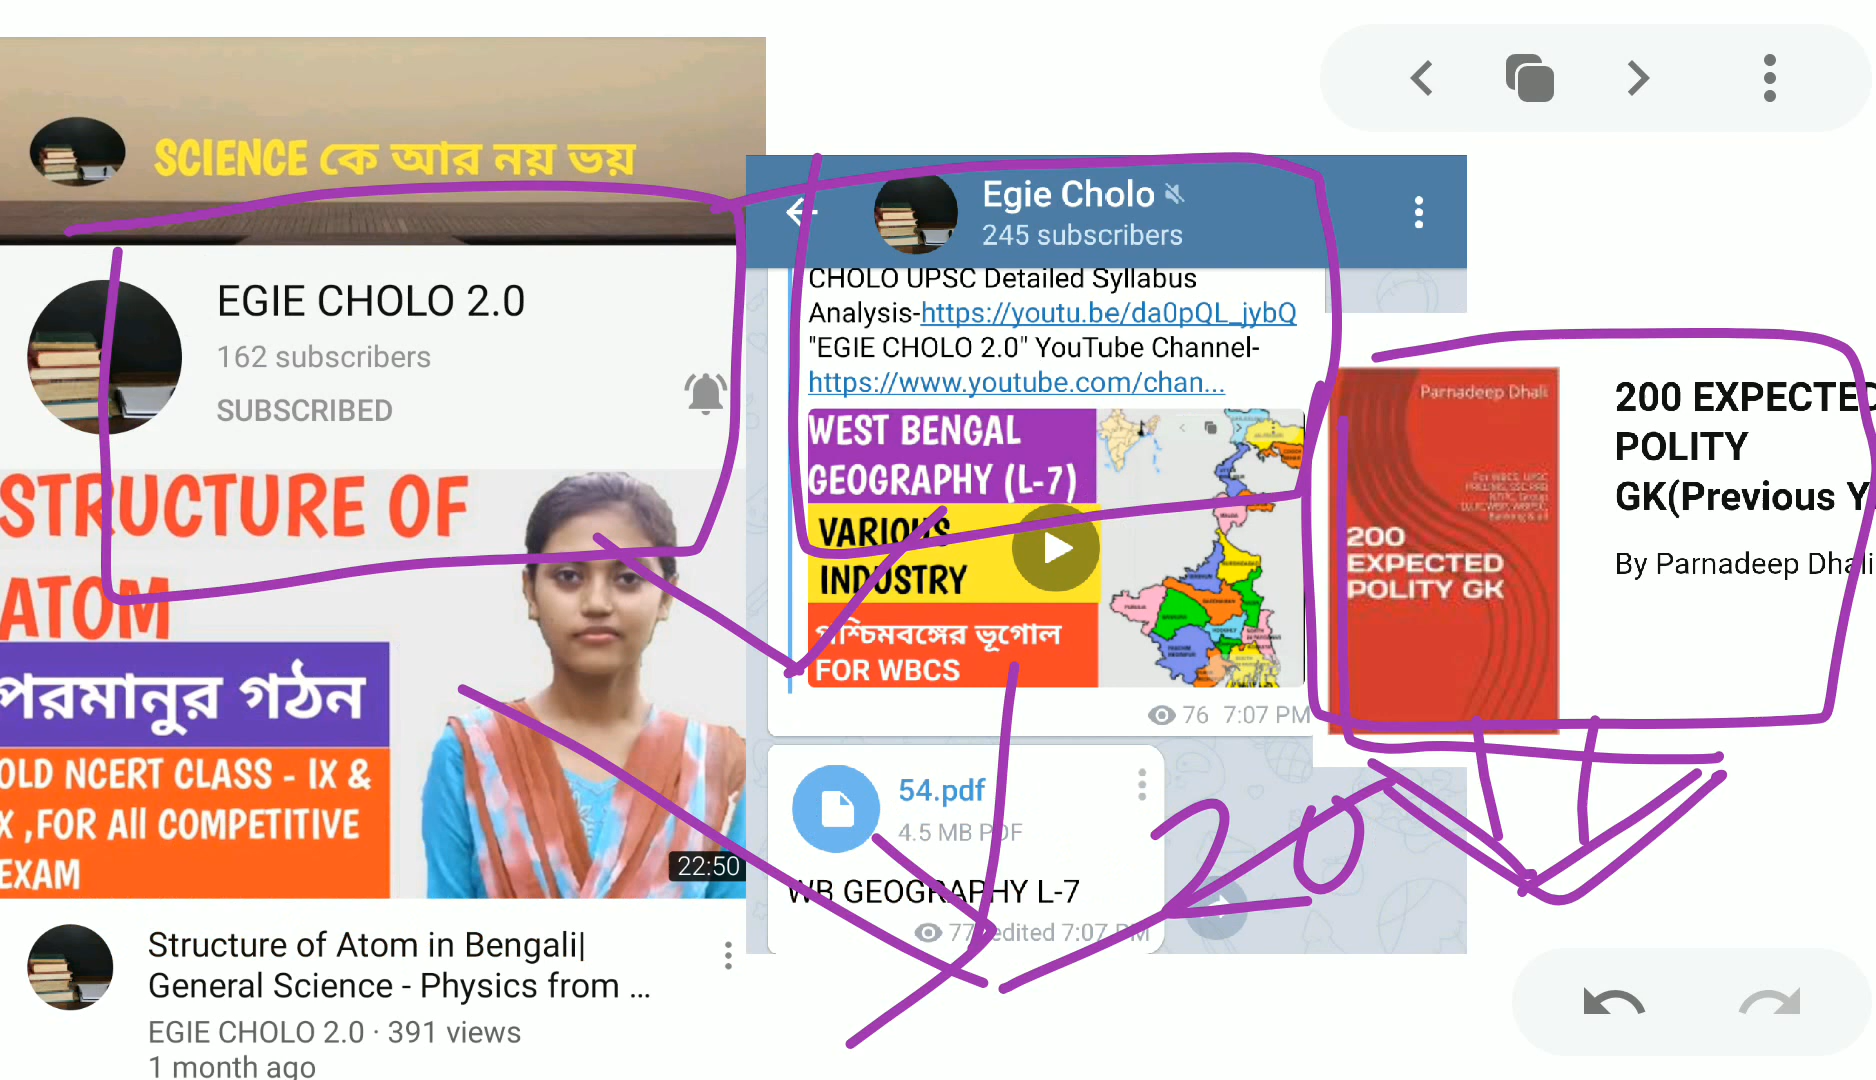 SCIENCE কে আর নয় ভয়
EGIE CHOLO 2.0
162 subscribers
SUBSCRIBED
STRUCTURE OF
ATOM
পরমানুর গঠন
OLD NCERT CLASS - IX &
X ,FOR All COMPETITIVE
EXAM
22:50
Structure of Atom in Bengali|
General Science - Physics from ...
EGIE CHOLO 2.0 · 391 views
1 month ago
Egie Cholo
245 subscribers
CHOLO UPSC Detailed Syllabus
Analysis-https://youtu.be/da0pQL_jybQ
"EGIE CHOLO 2.0" YouTube Channel-
https://www.youtube.com/chan...
WEST BENGAL
GEOGRAPHY (L-7)
VARIOUS
INDUSTRY
পশ্চিমবঙ্গের ভূগোল
FOR WBCS
76 7:07 PM
54.pdf
4.5 MB PDF
WB GEOGRAPHY L-7
77 edited 7:07 PM
20
Parnadeep Dhali
200
EXPECTED
POLITY GK
200 EXPECTED
POLITY
GK(Previous Y
By Parnadeep Dhali